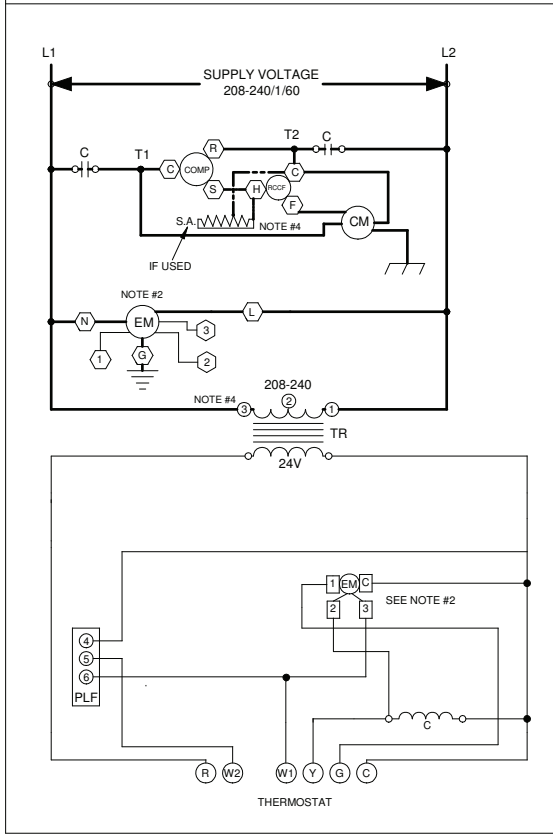 L1 L2
SUPPLY VOLTAGE
208-240/1/60
C T1 C COMP R T2 C
S H RCCF C
F CM
S.A. NOTE #4
IF USED
NOTE #2
N EM L
3
1 G 2
NOTE #4 208-240
3 2 1
TR
24V
1 EM C
2 3 SEE NOTE #2
4
5
6
PLF
C
R W2 W1 Y G C
THERMOSTAT